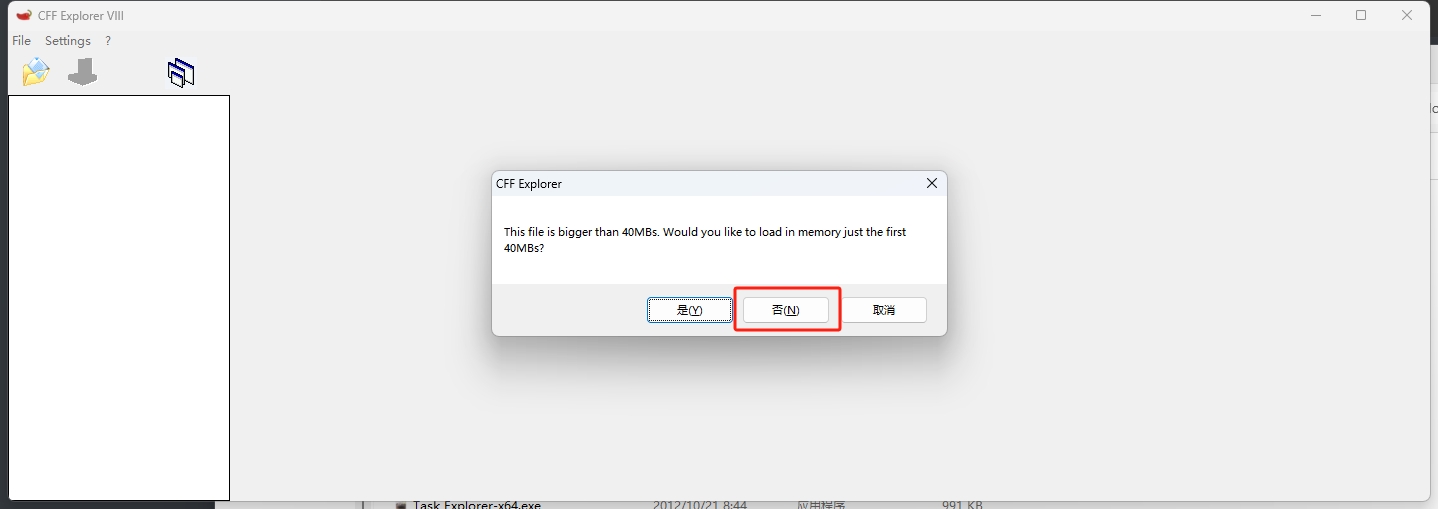 CFF Explorer VIII
File Settings ?
CFF Explorer
This file is bigger than 40MBs. Would you like to load in memory just the first
40MBs?
是(Y) 否(N) 取消
Task Explorer-x64.exe 2012/10/21 8:44 应用程序 991 KB